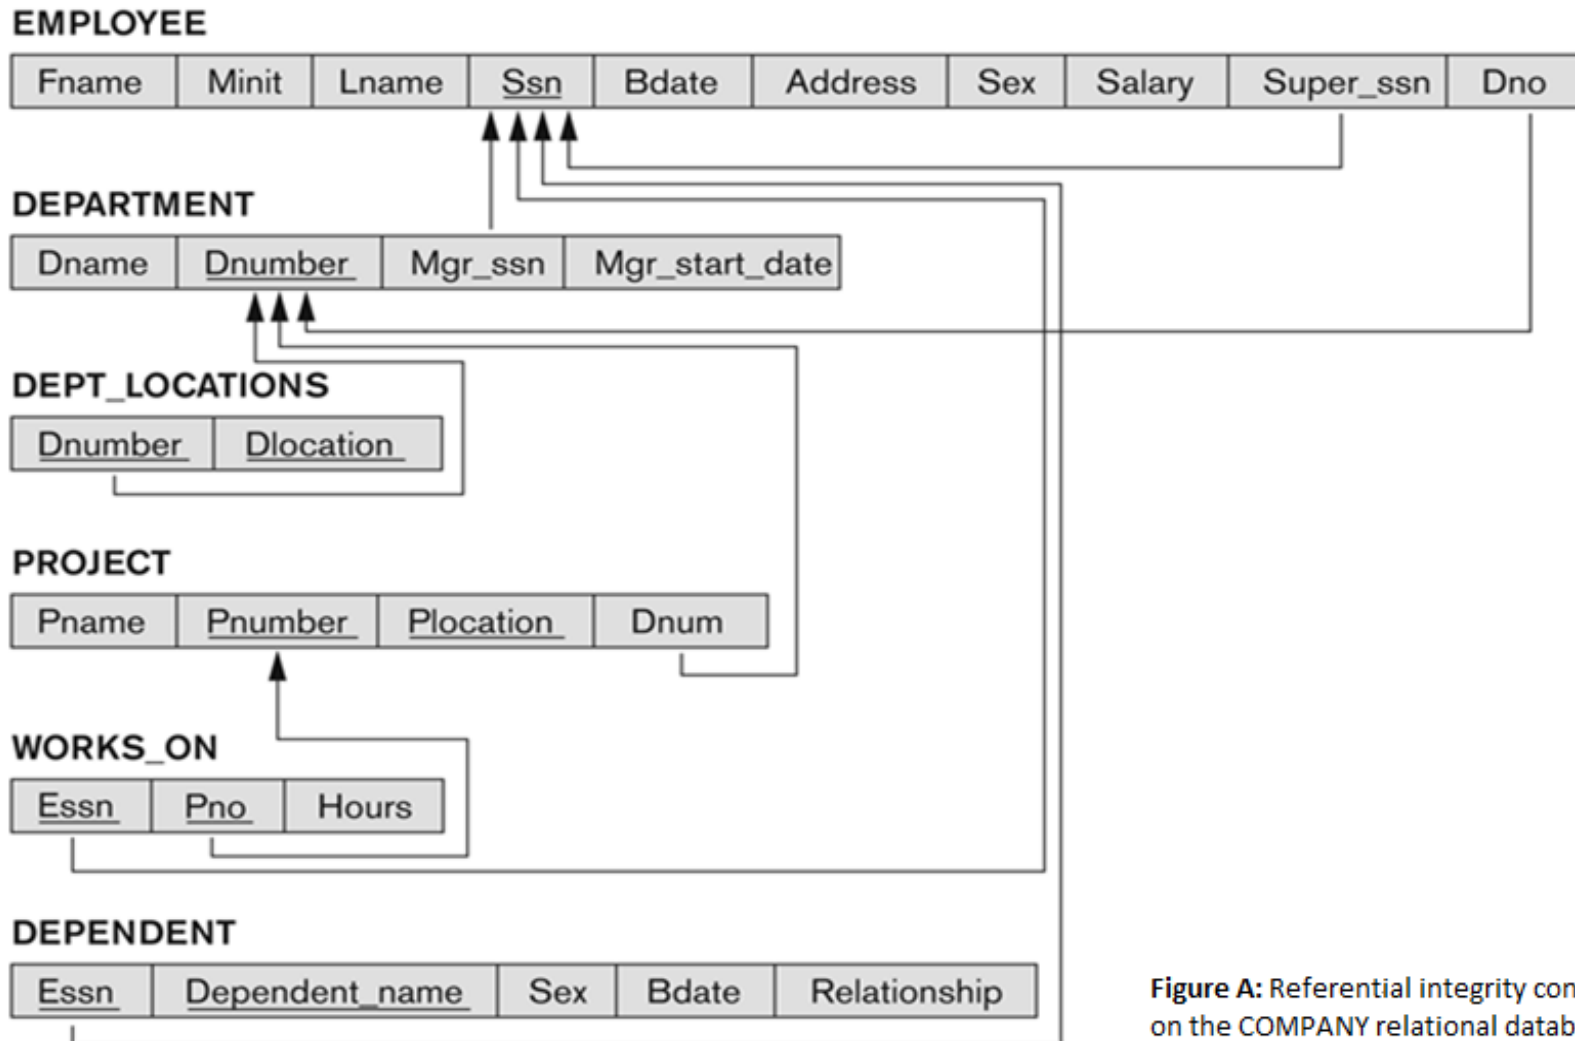 EMPLOYEE
Fname Minit Lname Ssn Bdate Address Sex Salary Super_ssn Dno
DEPARTMENT
Dname Dnumber Mgr_ssn Mgr_start_date
DEPT_LOCATIONS
Dnumber Dlocation
PROJECT
Pname Pnumber Plocation Dnum
WORKS_ON
Essn Pno Hours
DEPENDENT
Essn Dependent_name Sex Bdate Relationship
Figure A: Referential integrity con
on the COMPANY relational datab